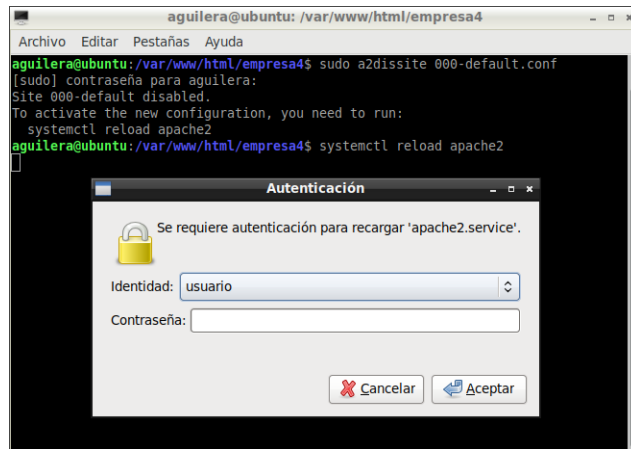 aguilera@ubuntu: /var/www/html/empresa4
Archivo Editar Pestañas Ayuda
aguilera@ubuntu:/var/www/html/empresa4$ sudo a2dissite 000-default.conf
[sudo] contraseña para aguilera:
Site 000-default disabled.
To activate the new configuration, you need to run:
  systemctl reload apache2
aguilera@ubuntu:/var/www/html/empresa4$ systemctl reload apache2
Autenticación
Se requiere autenticación para recargar 'apache2.service'.
Identidad: usuario
Contraseña:
Cancelar Aceptar